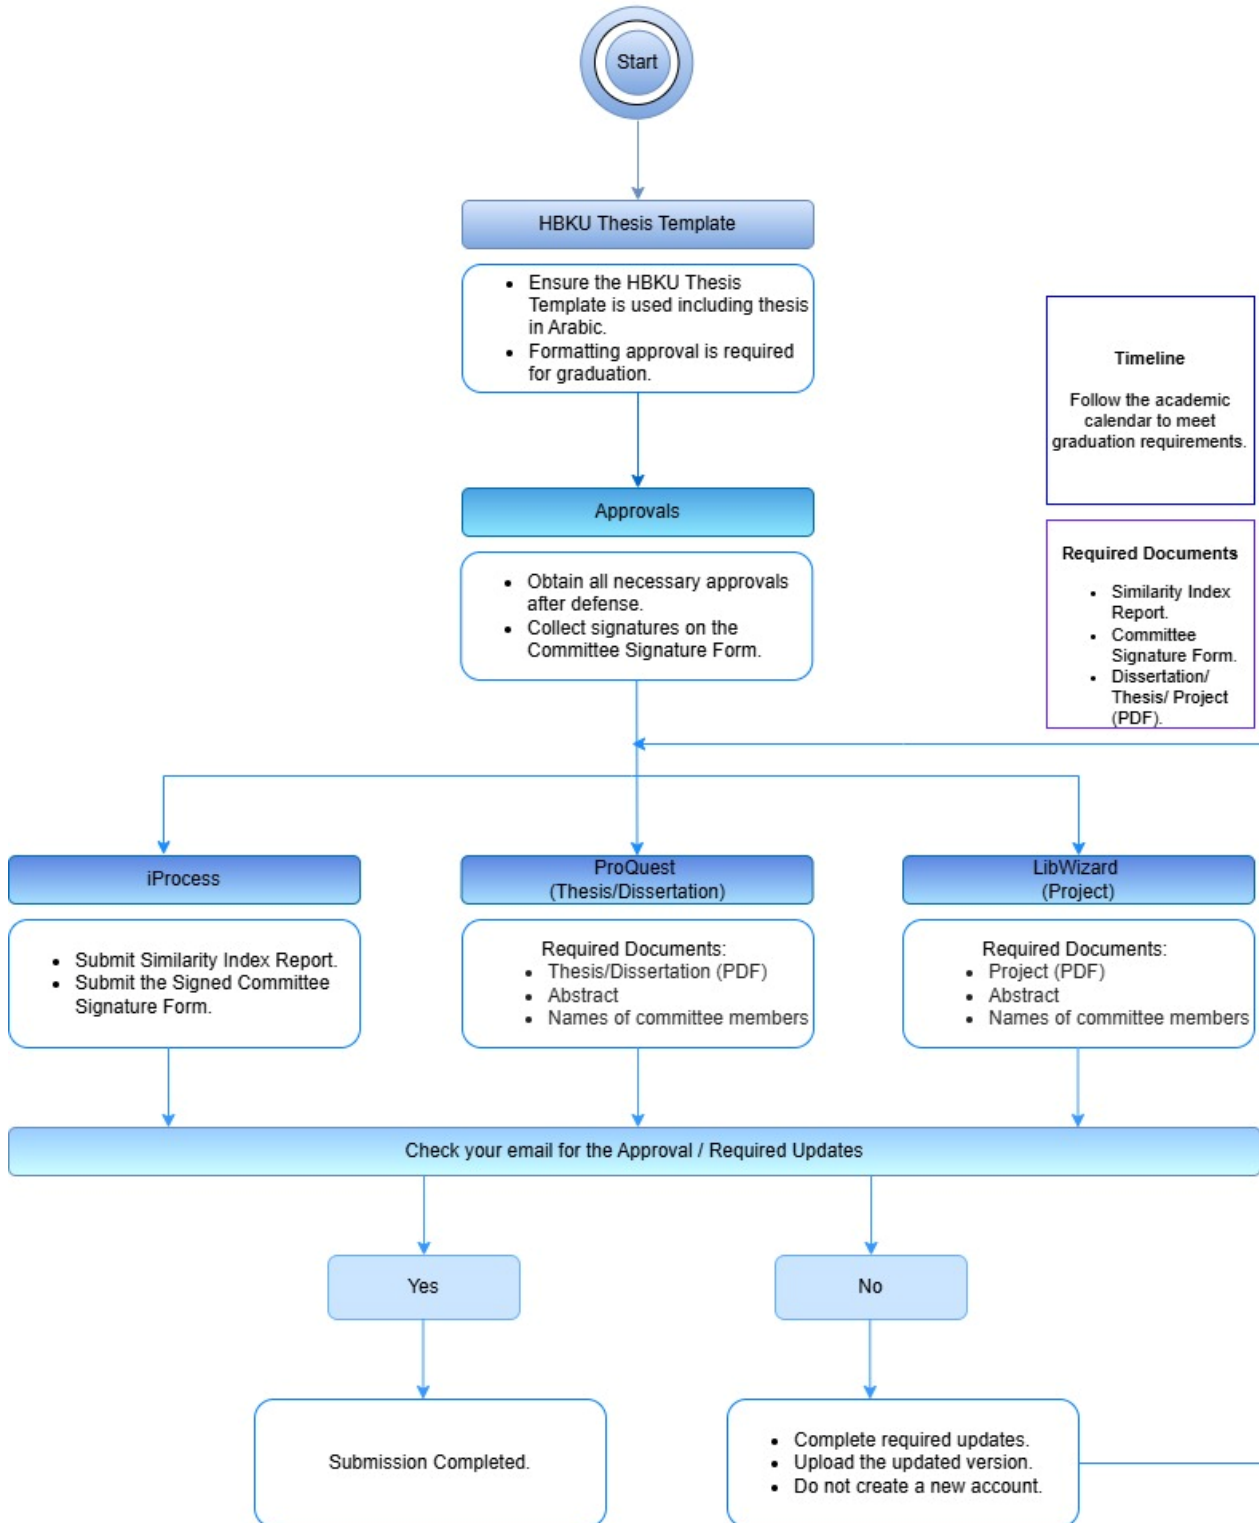 Start
HBKU Thesis Template
• Ensure the HBKU Thesis
Template is used including thesis
in Arabic.
• Formatting approval is required
for graduation.
Timeline
Follow the academic
calendar to meet
graduation requirements.
Approvals
• Obtain all necessary approvals
after defense.
• Collect signatures on the
Committee Signature Form.
Required Documents
• Similarity Index
Report.
• Committee
Signature Form.
• Dissertation/
Thesis/ Project
(PDF).
iProcess
• Submit Similarity Index Report.
• Submit the Signed Committee
Signature Form.
ProQuest
(Thesis/Dissertation)
Required Documents:
• Thesis/Dissertation (PDF)
• Abstract
• Names of committee members
LibWizard
(Project)
Required Documents:
• Project (PDF)
• Abstract
• Names of committee members
Check your email for the Approval / Required Updates
Yes
No
Submission Completed.
• Complete required updates.
• Upload the updated version.
• Do not create a new account.